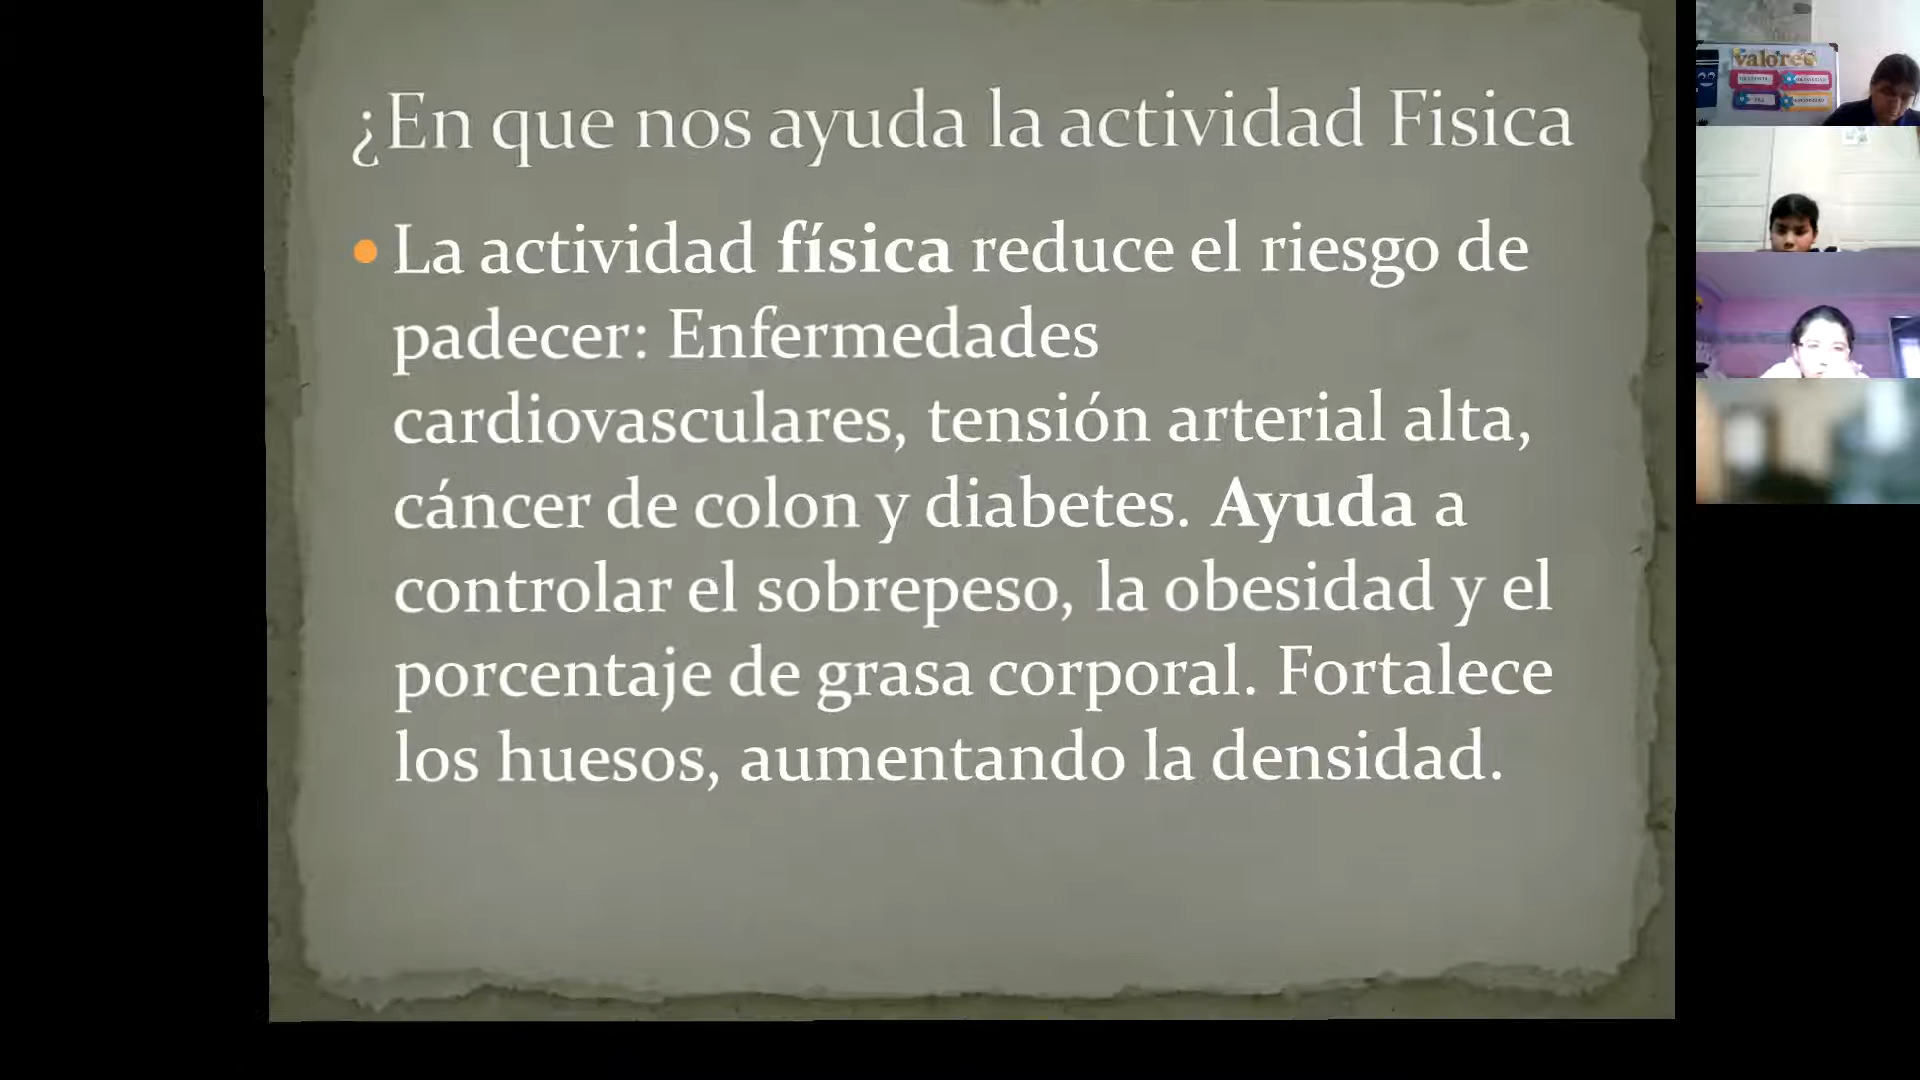 ¿En que nos ayuda la actividad Fisica
La actividad física reduce el riesgo de
padecer: Enfermedades
cardiovasculares, tensión arterial alta,
cáncer de colon y diabetes. Ayuda a
controlar el sobrepeso, la obesidad y el
porcentaje de grasa corporal. Fortalece
los huesos, aumentando la densidad.
valores